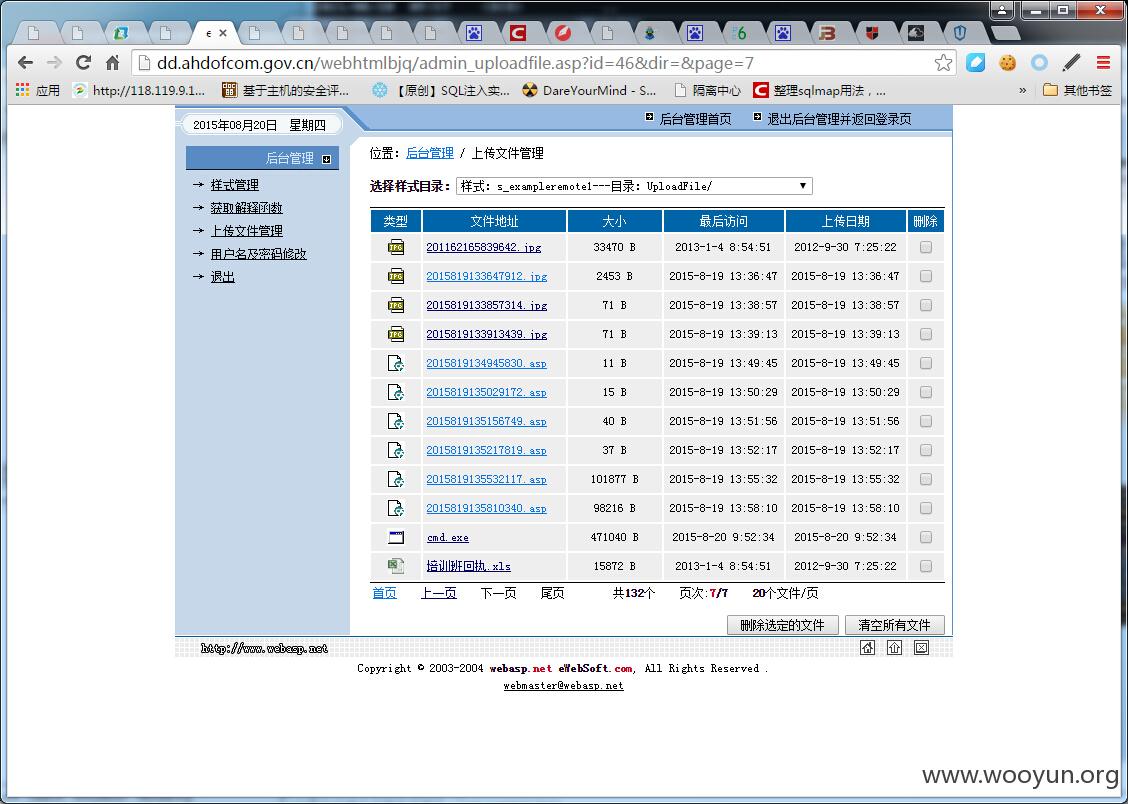 e
dd.ahdofcom.gov.cn/webhtmlbjq/admin_uploadfile.asp?id=46&dir=&page=7
应用 http://118.119.9.1... 基于主机的安全评... 【原创】SQL注入实... DareYourMind - S... 隔离中心 整理sqlmap用法，... » 其他书签
2015年08月20日 星期四 后台管理首页 退出后台管理并返回登录页
后台管理
样式管理
获取解释函数
上传文件管理
用户名及密码修改
退出
位置：后台管理 / 上传文件管理
选择样式目录： 样式：s_exampleremote1---目录：UploadFile/
类型 文件地址 大小 最后访问 上传日期 删除
JPG 201162165839642.jpg 33470 B 2013-1-4 8:54:51 2012-9-30 7:25:22
JPG 2015819133647912.jpg 2453 B 2015-8-19 13:36:47 2015-8-19 13:36:47
JPG 2015819133857314.jpg 71 B 2015-8-19 13:38:57 2015-8-19 13:38:57
JPG 2015819133913439.jpg 71 B 2015-8-19 13:39:13 2015-8-19 13:39:13
2015819134945830.asp 11 B 2015-8-19 13:49:45 2015-8-19 13:49:45
2015819135029172.asp 15 B 2015-8-19 13:50:29 2015-8-19 13:50:29
2015819135156749.asp 40 B 2015-8-19 13:51:56 2015-8-19 13:51:56
2015819135217819.asp 37 B 2015-8-19 13:52:17 2015-8-19 13:52:17
2015819135532117.asp 101877 B 2015-8-19 13:55:32 2015-8-19 13:55:32
2015819135810340.asp 98216 B 2015-8-19 13:58:10 2015-8-19 13:58:10
cmd.exe 471040 B 2015-8-20 9:52:34 2015-8-20 9:52:34
培训班回执.xls 15872 B 2013-1-4 8:54:51 2012-9-30 7:25:22
首页 上一页 下一页 尾页 共132个 页次:7/7 20个文件/页
删除选定的文件 清空所有文件
http://www.webasp.net
Copyright © 2003-2004 webasp.net eWebSoft.com, All Rights Reserved .
webmaster@webasp.net
www.wooyun.org